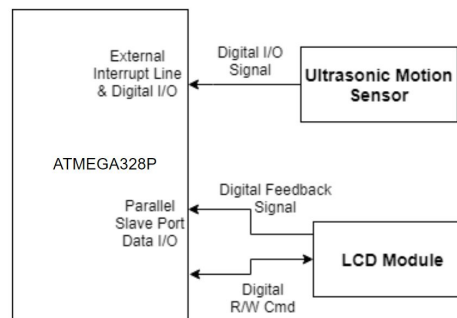 External
Interrupt Line
& Digital I/O
Digital I/O
Signal
Ultrasonic Motion
Sensor
ATMEGA328P
Parallel
Slave Port
Data I/O
Digital Feedback
Signal
LCD Module
Digital
R/W Cmd